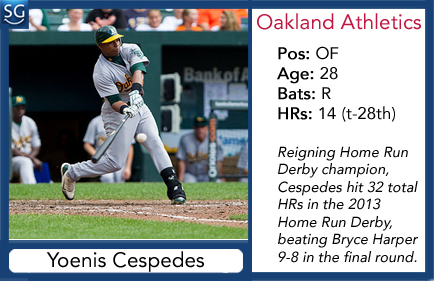 SG
Oakland Athletics
Pos: OF
Age: 28
Bats: R
HRs: 14 (t-28th)
Reigning Home Run
Derby champion,
Cespedes hit 32 total
HRs in the 2013
Home Run Derby,
beating Bryce Harper
9-8 in the final round.
Bank of A
Yoenis Cespedes